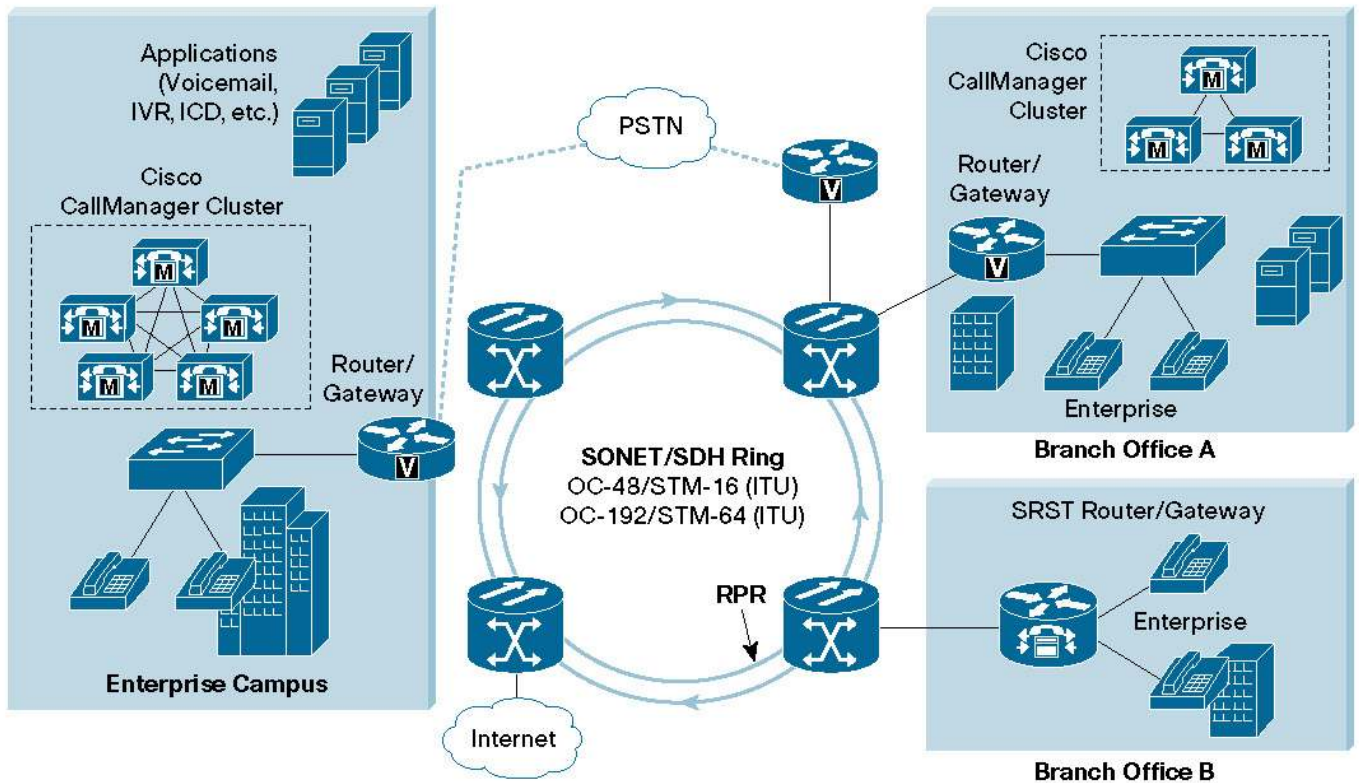 Applications
(Voicemail,
IVR, ICD, etc.)
Cisco
CallManager Cluster
M
M
M
M
M
Router/
Gateway
V
Enterprise Campus
PSTN
V
SONET/SDH Ring
OC-48/STM-16 (ITU)
OC-192/STM-64 (ITU)
RPR
Internet
Cisco
CallManager
Cluster
M
M
M
Router/
Gateway
V
Enterprise
Branch Office A
SRST Router/Gateway
Enterprise
Branch Office B